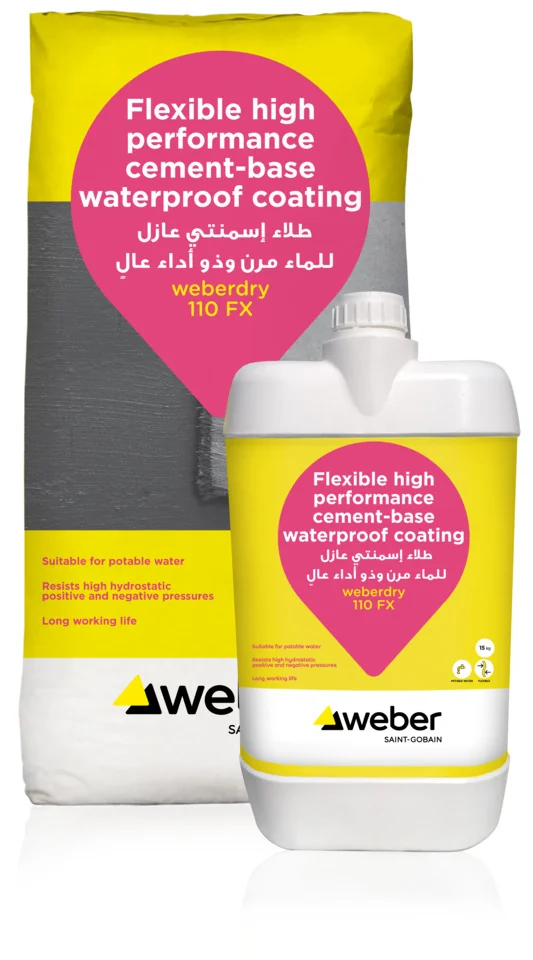 Flexible high
performance
cement-base
waterproof coating
طلاء إسمنتي عازل
للماء مرن وذو أداء عالٍ
weberdry
110 FX
Suitable for potable water
Resists high hydrostatic
positive and negative pressures
Long working life
Flexible high
performance
cement-base
waterproof coating
طلاء إسمنتي عازل
للماء مرن وذو أداء عالٍ
weberdry
110 FX
Suitable for potable water
Resists high hydrostatic
positive and negative pressures
Long working life
15 kg
POTABLE WATER
FLEXIBLE
weber
SAINT-GOBAIN